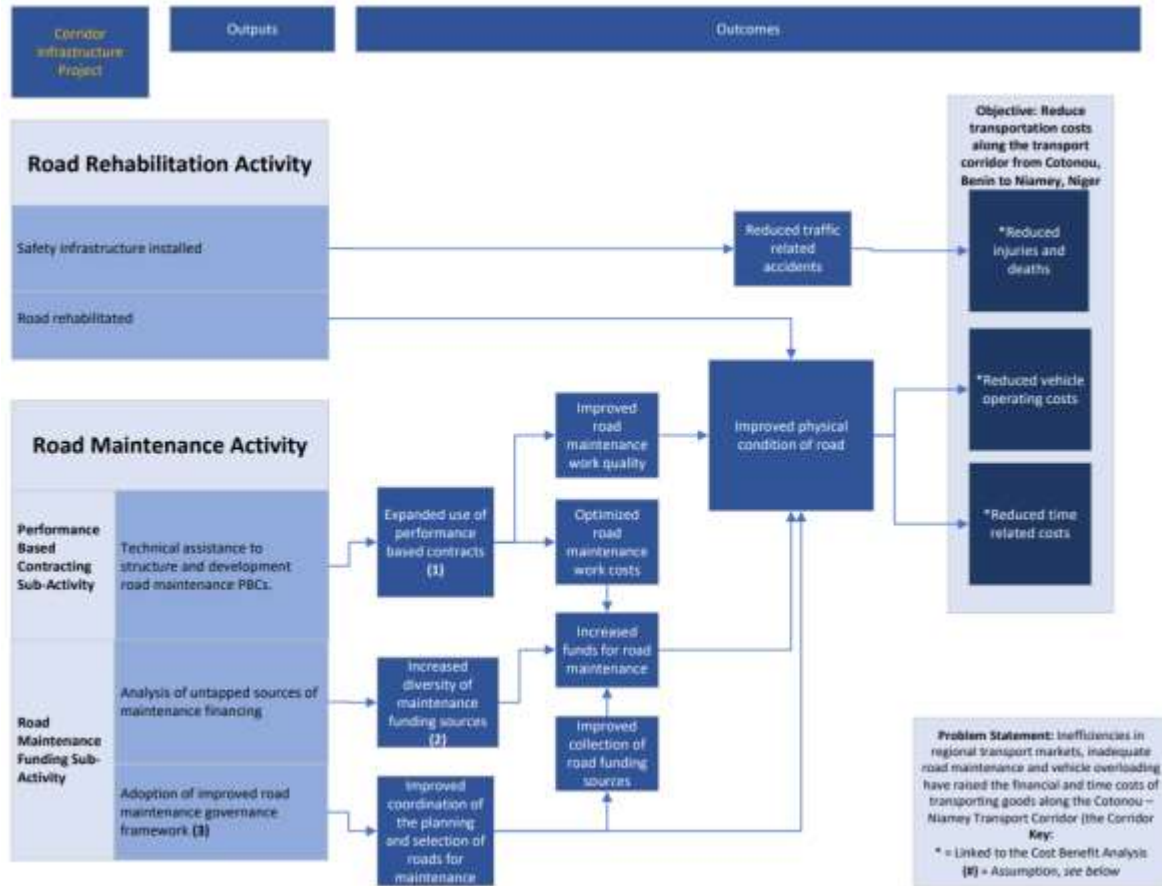 Corridor
Infrastructure
Project
Outputs
Outcomes
Objective: Reduce
transportation costs
along the transport
corridor from Cotonou,
Benin to Niamey, Niger
Road Rehabilitation Activity
Safety infrastructure installed
Reduced traffic
related
accidents
*Reduced
injuries and
deaths
Road rehabilitated
Improved physical
condition of road
*Reduced vehicle
operating costs
*Reduced time
related costs
Road Maintenance Activity
Performance
Based
Contracting
Sub-Activity
Technical assistance to
structure and development
road maintenance PBCs.
Expanded use of
performance
based contracts
(1)
Improved
road
maintenance
work quality
Optimized
road
maintenance
work costs
Increased
funds for road
maintenance
Road
Maintenance
Funding Sub-
Activity
Analysis of untapped sources of
maintenance financing
Increased
diversity of
maintenance
funding sources
(2)
Improved
collection of
road funding
sources
Adoption of improved road
maintenance governance
framework (3)
Improved
coordination of
the planning
and selection of
roads for
maintenance
Problem Statement: Inefficiencies in
regional transport markets, inadequate
road maintenance and vehicle overloading
have raised the financial and time costs of
transporting goods along the Cotonou –
Niamey Transport Corridor (the Corridor
Key:
* = Linked to the Cost Benefit Analysis
(#) = Assumption, see below